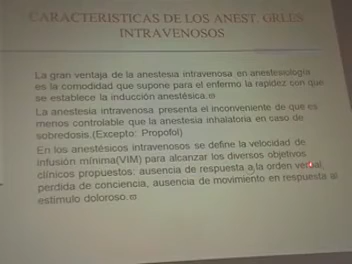 CARACTERISTICAS DE LOS ANEST. GRLES
INTRAVENOSOS
La gran ventaja de la anestesia intravenosa en anestesiología
es la comodidad que supone para el enfermo la rapidez con que
se establece la inducción anestésica.
La anestesia intravenosa presenta el inconveniente de que es
menos controlable que la anestesia inhalatoria en caso de
sobredosis.(Excepto: Propofol)
En los anestésicos intravenosos se define la velocidad de
infusión mínima(VIM) para alcanzar los diversos objetivos
clínicos propuestos: ausencia de respuesta a la orden verbal,
pérdida de conciencia, ausencia de movimiento en respuesta al
estimulo doloroso.